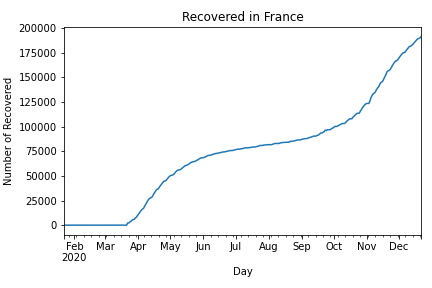 Recovered in France
200000
175000
150000
125000
100000
75000
50000
25000
0
Number of Recovered
Feb Mar Apr May Jun Jul Aug Sep Oct Nov Dec
2020
Day